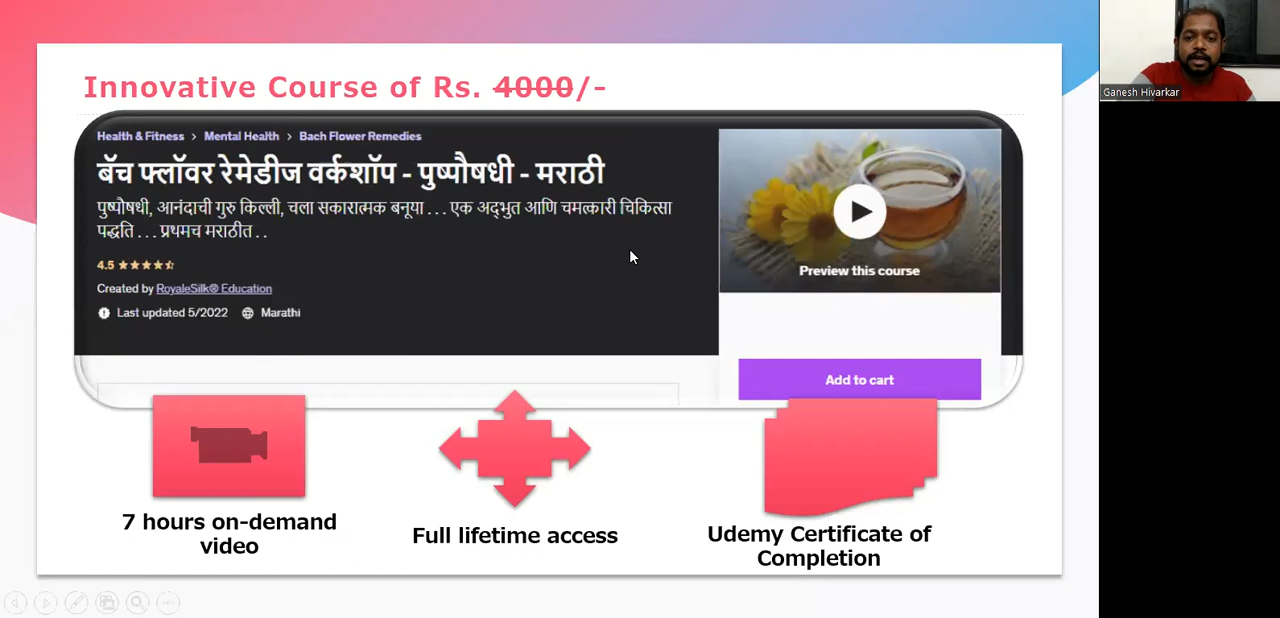 Innovative Course of Rs. 4000/-
Health & Fitness > Mental Health > Bach Flower Remedies
बॅच फ्लॉवर रेमेडीज वर्कशॉप - पुष्पौषधी - मराठी
पुष्पौषधी, आनंदाची गुरु किल्ली, चला सकारात्मक बनूया . . . एक अद्भुत आणि चमत्कारी चिकित्सा
पद्धति . . . प्रथमच मराठीत . .
4.5
Created by RoyaleSilk® Education
Last updated 5/2022 Marathi
Preview this course
Add to cart
7 hours on-demand
video
Full lifetime access
Udemy Certificate of
Completion
Ganesh Hivarkar